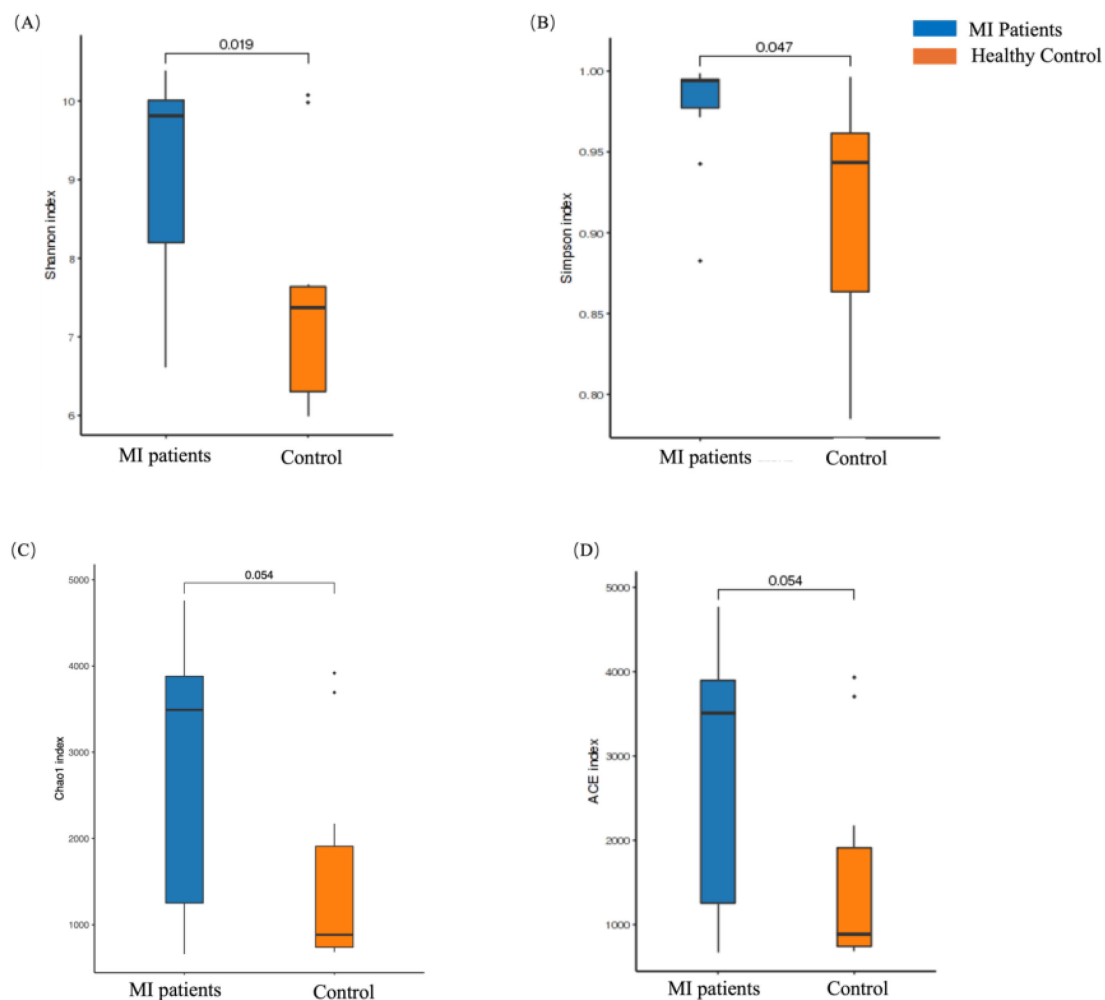 (A)
0.019
10
9
8
7
6
Shannon index
MI patients
Control
(B)
0.047
1.00
0.95
0.90
0.85
0.80
Simpson index
MI patients
Control
MI Patients
Healthy Control
(C)
0.054
5000
4000
3000
2000
1000
Chao1 index
MI patients
Control
(D)
0.054
5000
4000
3000
2000
1000
ACE index
MI patients
Control